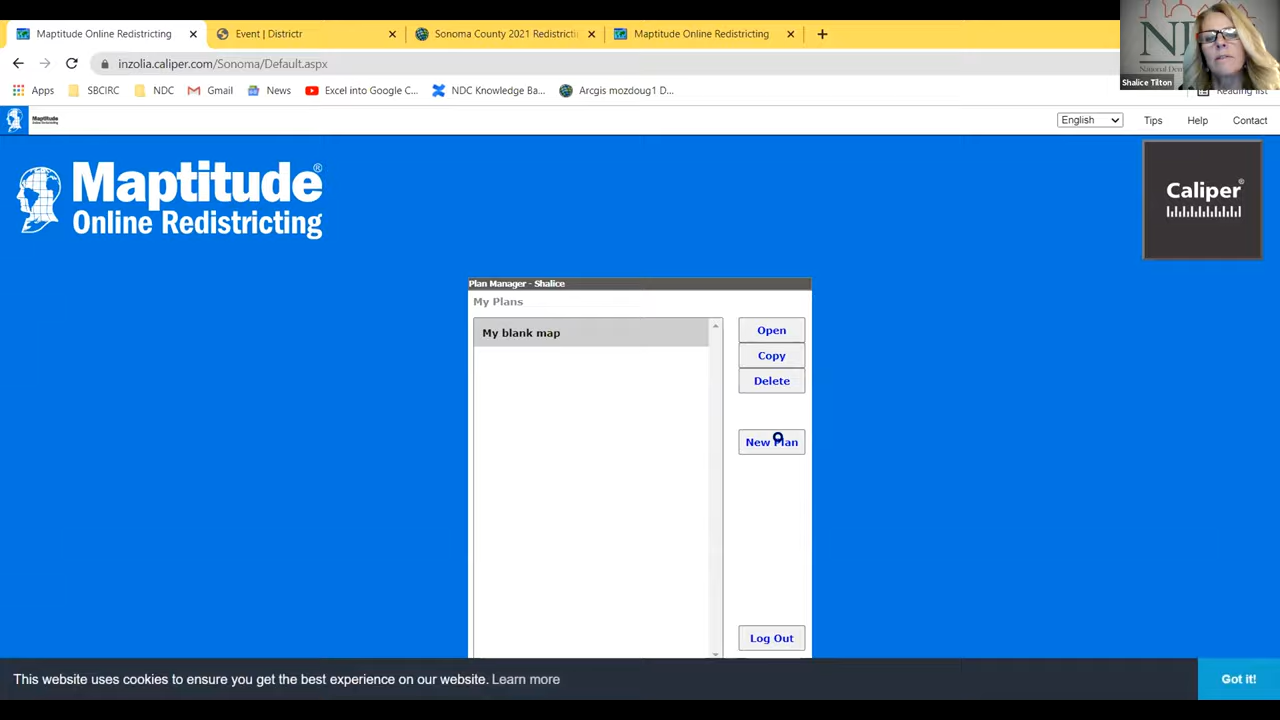 Maptitude Online Redistricting
Event | Districtr
Sonoma County 2021 Redistricti
Maptitude Online Redistricting
inzolia.caliper.com/Sonoma/Default.aspx
Apps
SBCIRC
NDC
Gmail
News
Excel into Google C...
NDC Knowledge Ba...
Arcgis mozdoug1 D...
Reading list
Shalice Tilton
English
Tips
Help
Contact
Maptitude®
Online Redistricting
Caliper®
Plan Manager - Shalice
My Plans
My blank map
Open
Copy
Delete
New Plan
Log Out
This website uses cookies to ensure you get the best experience on our website. Learn more
Got it!